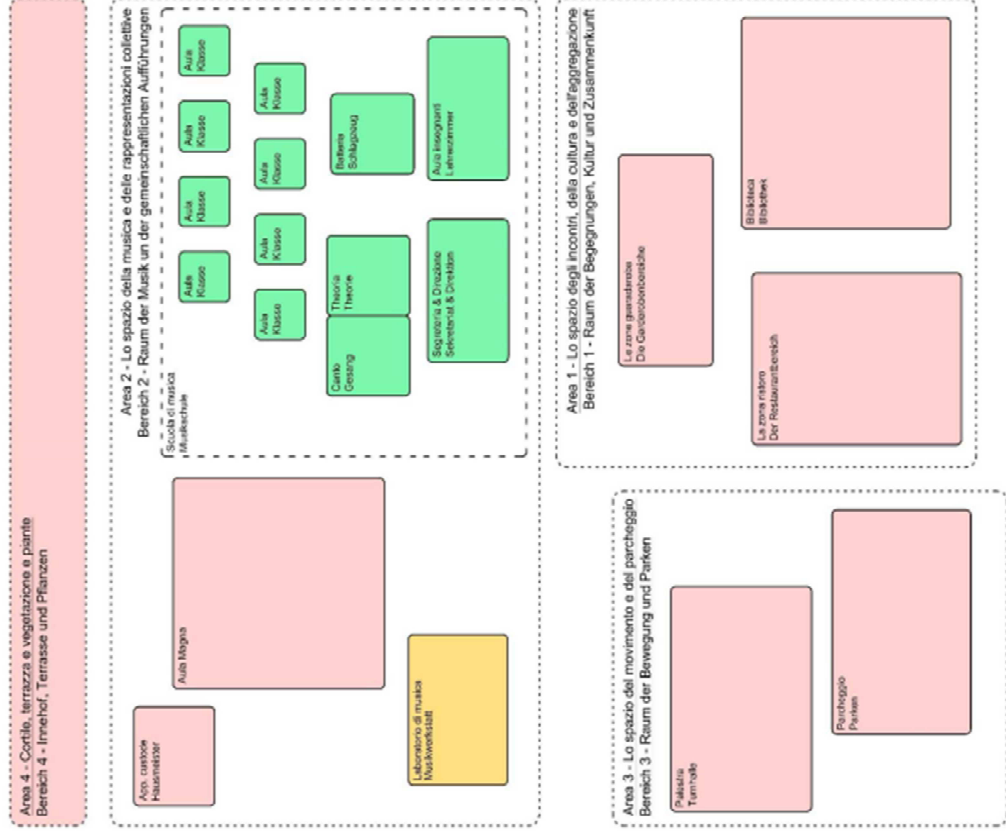 Area 4 - Cortile, terrazza e vegetazione e piante
Bereich 4 - Innehof, Terrasse und Pflanzen
Area 2 - Lo spazio della musica e delle rappresentazioni collettive
Bereich 2 - Raum der Musik un der gemeinschaftlichen Aufführungen
App. custode
Hausmeister
Aula Magna
Laboratorio di musica
Musikwerkstatt
Scuola di musica
Musikschule
Aula
Klasse
Aula
Klasse
Aula
Klasse
Aula
Klasse
Aula
Klasse
Aula
Klasse
Aula
Klasse
Aula
Klasse
Canto
Gesang
Theoria
Theorie
Batteria
Schlagzeug
Segreteria & Direzione
Sekretariat & Direktion
Aula insegnanti
Lehrerzimmer
Area 3 - Lo spazio del movimento e del parcheggio
Bereich 3 - Raum der Bewegung und Parken
Palestra
Turnhalle
Parcheggio
Parken
Area 1 - Lo spazio degli incontri, della cultura e dell'aggregazione
Bereich 1 - Raum der Begegnungen, Kultur und Zusammenkunft
Le zone guaradarobe
Die Garderobenbereiche
La zona ristoro
Der Restaurantbereich
Biblioteca
Bibliothek